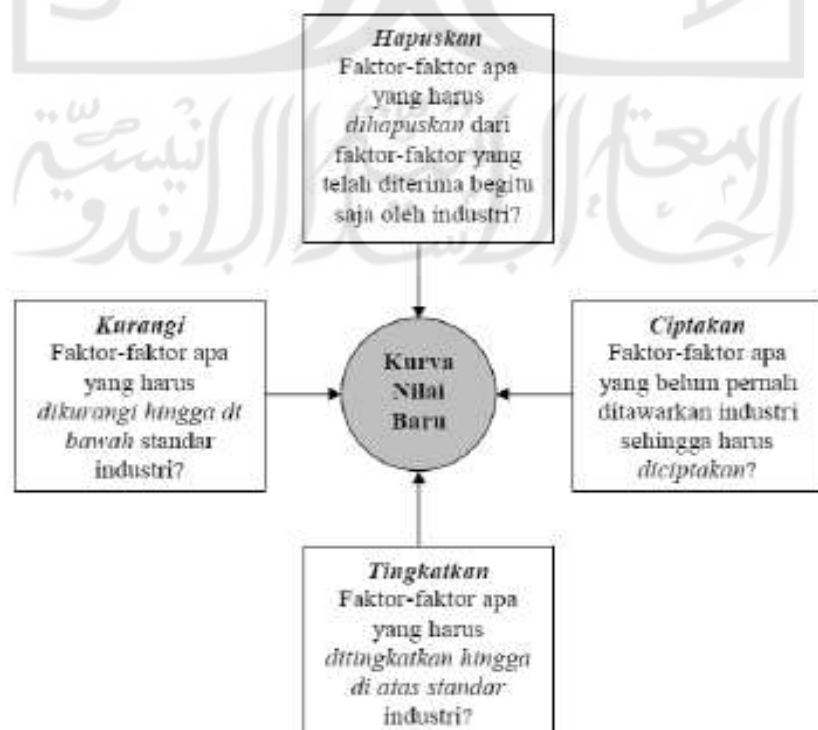 Hapuskan
Faktor-faktor apa
yang harus
dihapuskan dari
faktor-faktor yang
telah diterima begitu
saja oleh industri?
Kurangi
Faktor-faktor apa
yang harus
dikurangi hingga di
bawah standar
industri?
Kurva
Nilai
Baru
Ciptakan
Faktor-faktor apa
yang belum pernah
ditawarkan industri
sehingga harus
diciptakan?
Tingkatkan
Faktor-faktor apa
yang harus
ditingkatkan hingga
di atas standar
industri?